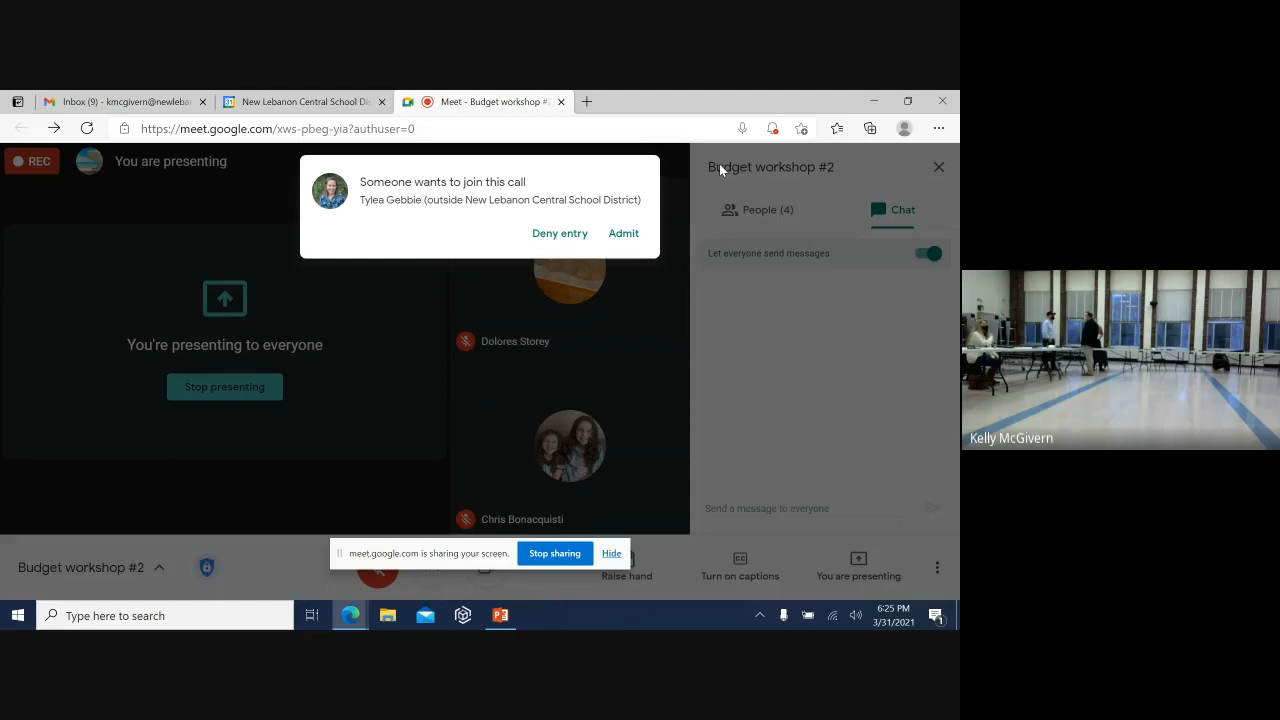 Inbox (9) - kmcgivern@newleba
New Lebanon Central School Di
Meet - Budget workshop #
https://meet.google.com/xws-pbeg-yia?authuser=0
REC
You are presenting
Someone wants to join this call
Tylea Gebbie (outside New Lebanon Central School District)
Deny entry
Admit
Budget workshop #2
People (4)
Chat
Let everyone send messages
You're presenting to everyone
Stop presenting
Dolores Storey
Chris Bonacquisti
Kelly McGivern
Send a message to everyone
meet.google.com is sharing your screen.
Stop sharing
Hide
Budget workshop #2
Raise hand
CC
Turn on captions
You are presenting
Type here to search
6:25 PM
3/31/2021
1